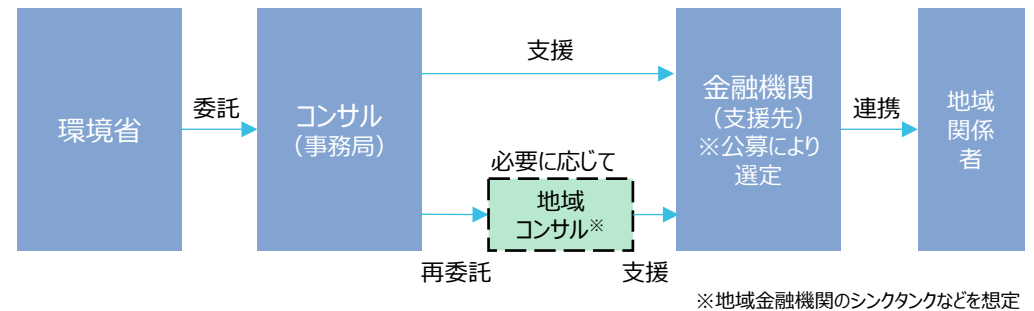 環境省
委託
コンサル
（事務局）
支援
必要に応じて
地域
コンサル※
再委託
支援
金融機関
（支援先）
※公募により
選定
連携
地域
関係
者
※地域金融機関のシンクタンクなどを想定